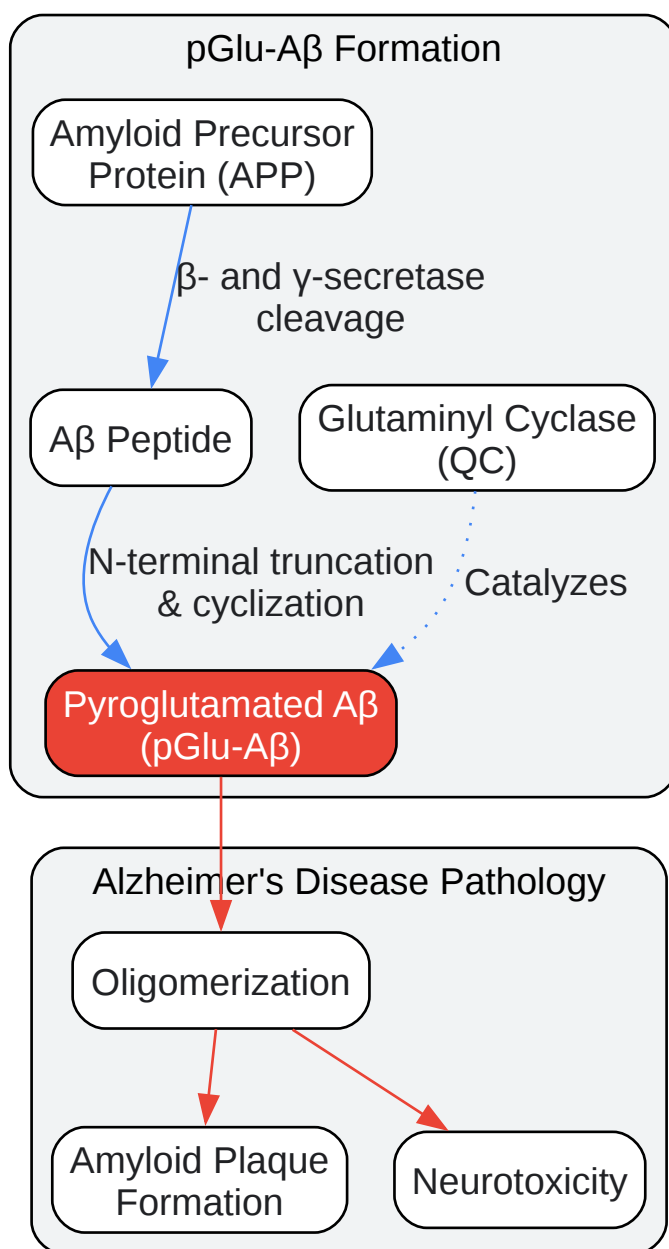 pGlu-Aβ Formation
Amyloid Precursor
Protein (APP)
β- and γ-secretase
cleavage
Aβ Peptide
Glutaminyl Cyclase
(QC)
N-terminal truncation
& cyclization
Catalyzes
Pyroglutamated Aβ
(pGlu-Aβ)
Alzheimer's Disease Pathology
Oligomerization
Amyloid Plaque
Formation
Neurotoxicity